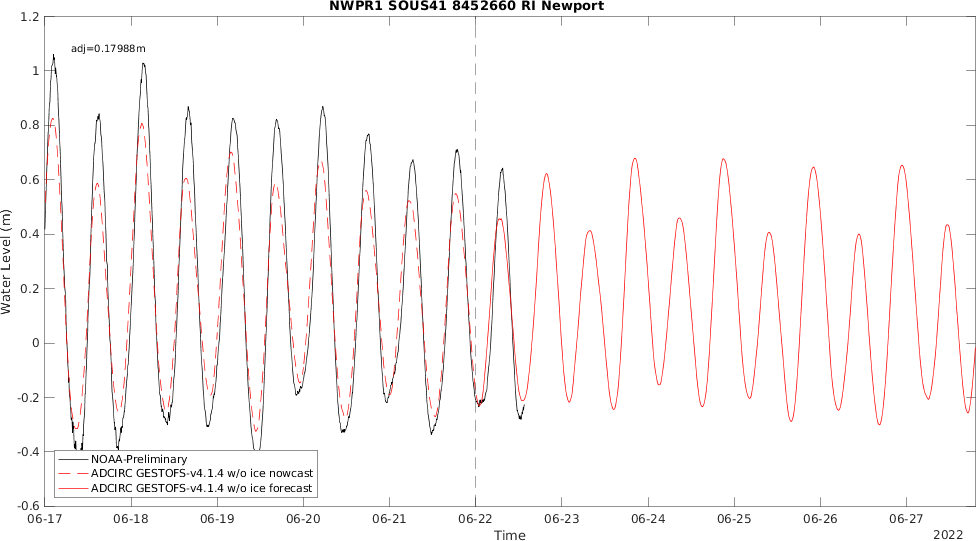 NWPR1 SOUS41 8452660 RI Newport
adj=0.17988m
1.2
1
0.8
0.6
0.4
0.2
0
-0.2
-0.4
-0.6
Water Level (m)
NOAA-Preliminary
ADCIRC GESTOFS-v4.1.4 w/o ice nowcast
ADCIRC GESTOFS-v4.1.4 w/o ice forecast
06-17 06-18 06-19 06-20 06-21 06-22 06-23 06-24 06-25 06-26 06-27
Time
2022